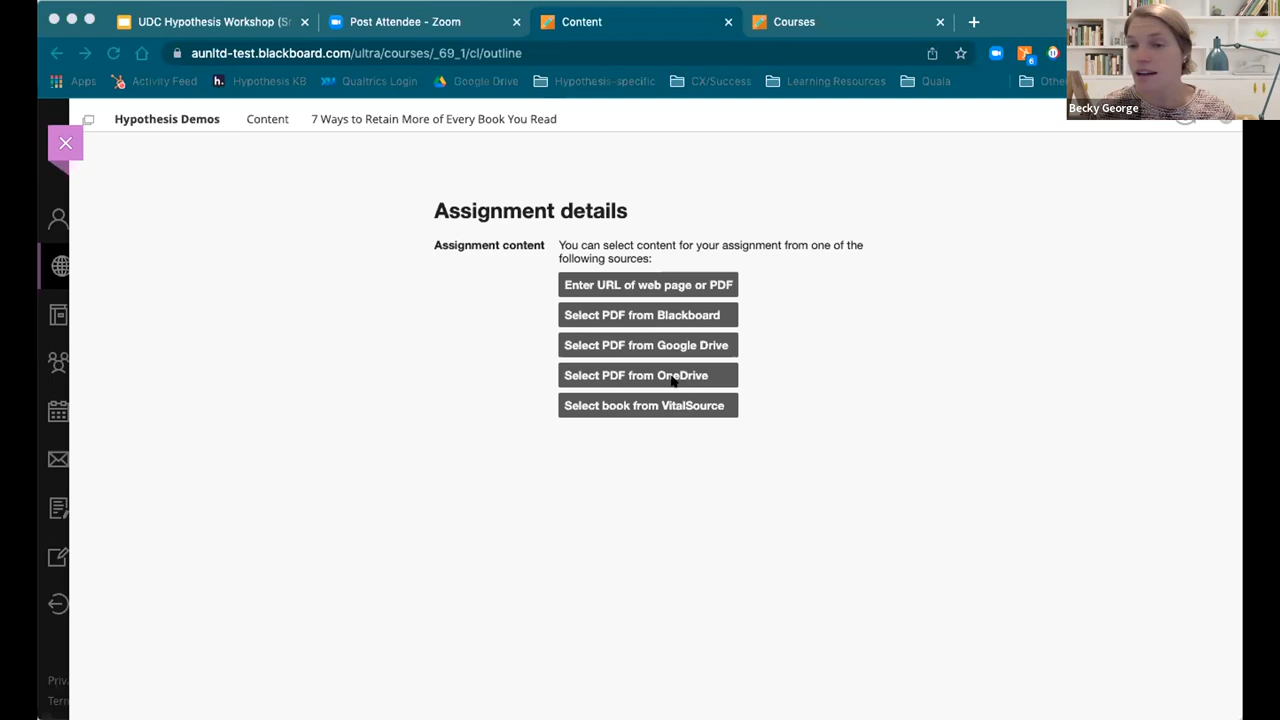 UDC Hypothesis Workshop (Sr
Post Attendee - Zoom
Content
Courses
aunltd-test.blackboard.com/ultra/courses/_69_1/cl/outline
Apps
Activity Feed
Hypothesis KB
Qualtrics Login
Google Drive
Hypothesis-specific
CX/Success
Learning Resources
Quala
Othe
6
Becky George
Hypothesis Demos
Content
7 Ways to Retain More of Every Book You Read
Assignment details
Assignment content
You can select content for your assignment from one of the
following sources:
Enter URL of web page or PDF
Select PDF from Blackboard
Select PDF from Google Drive
Select PDF from OneDrive
Select book from VitalSource
Priva
Term